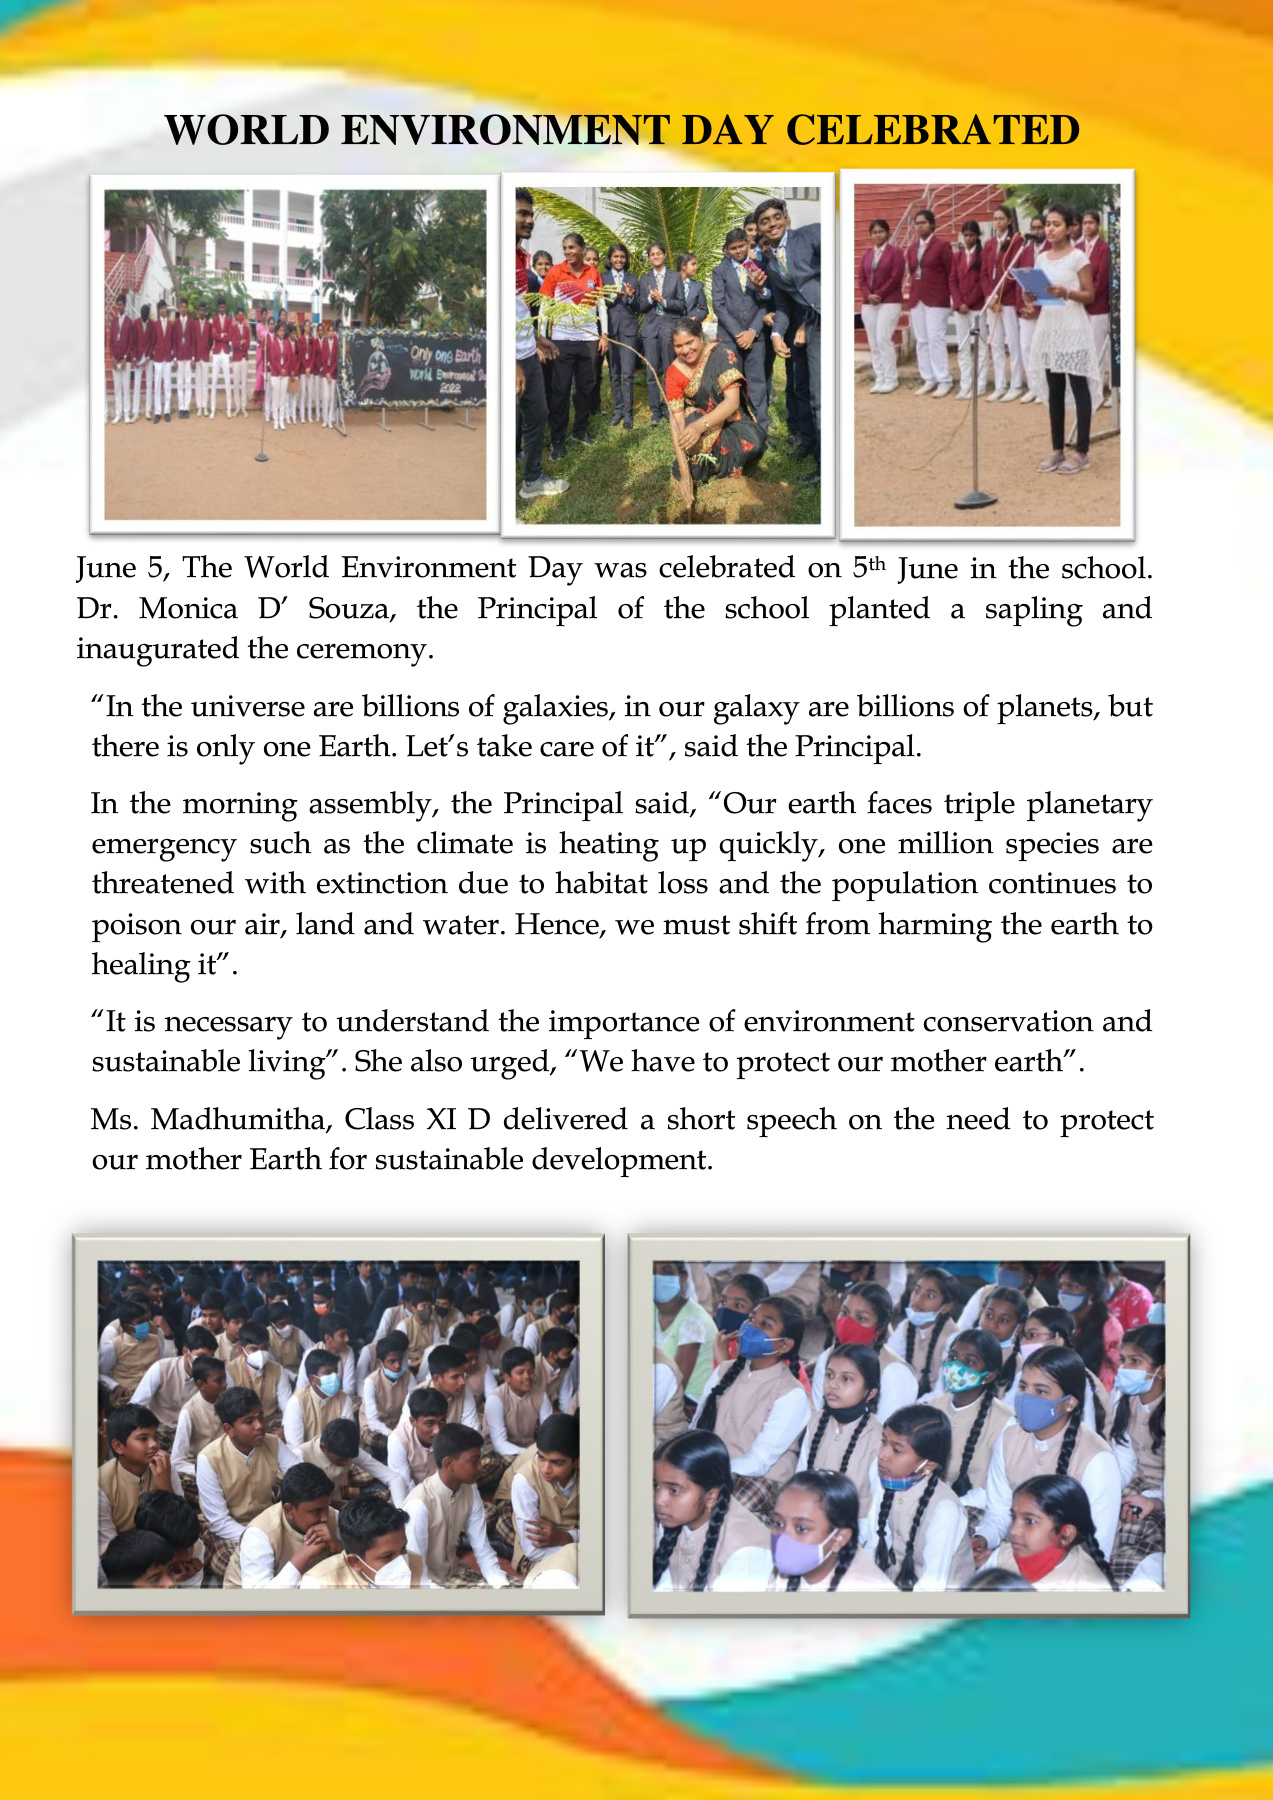 WORLD ENVIRONMENT DAY CELEBRATED
Only one Earth
World Environmental Day
2022
June 5, The World Environment Day was celebrated on 5th June in the school.
Dr. Monica D’ Souza, the Principal of the school planted a sapling and
inaugurated the ceremony.
“In the universe are billions of galaxies, in our galaxy are billions of planets, but
there is only one Earth. Let’s take care of it”, said the Principal.
In the morning assembly, the Principal said, “Our earth faces triple planetary
emergency such as the climate is heating up quickly, one million species are
threatened with extinction due to habitat loss and the population continues to
poison our air, land and water. Hence, we must shift from harming the earth to
healing it”.
“It is necessary to understand the importance of environment conservation and
sustainable living”. She also urged, “We have to protect our mother earth”.
Ms. Madhumitha, Class XI D delivered a short speech on the need to protect
our mother Earth for sustainable development.